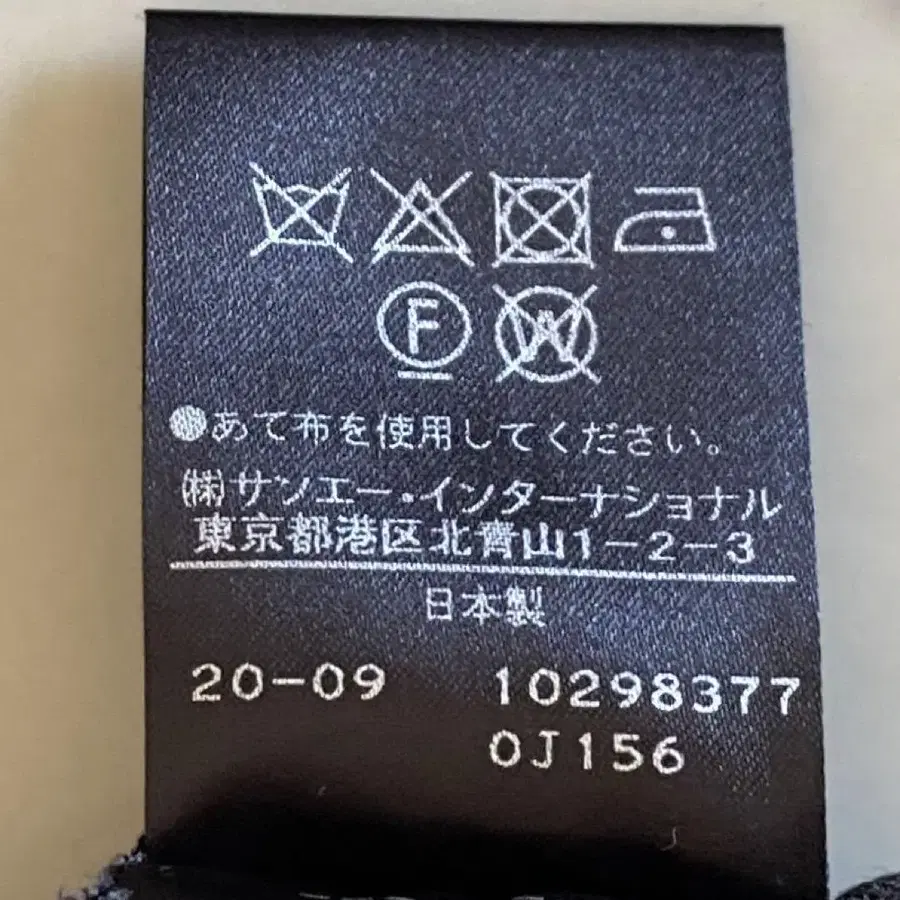 F W
●あて布を使用してください。
㈱サンエー・インターナショナル
東京都港区北青山1-2-3
日本製
20-09 10298377
0J156